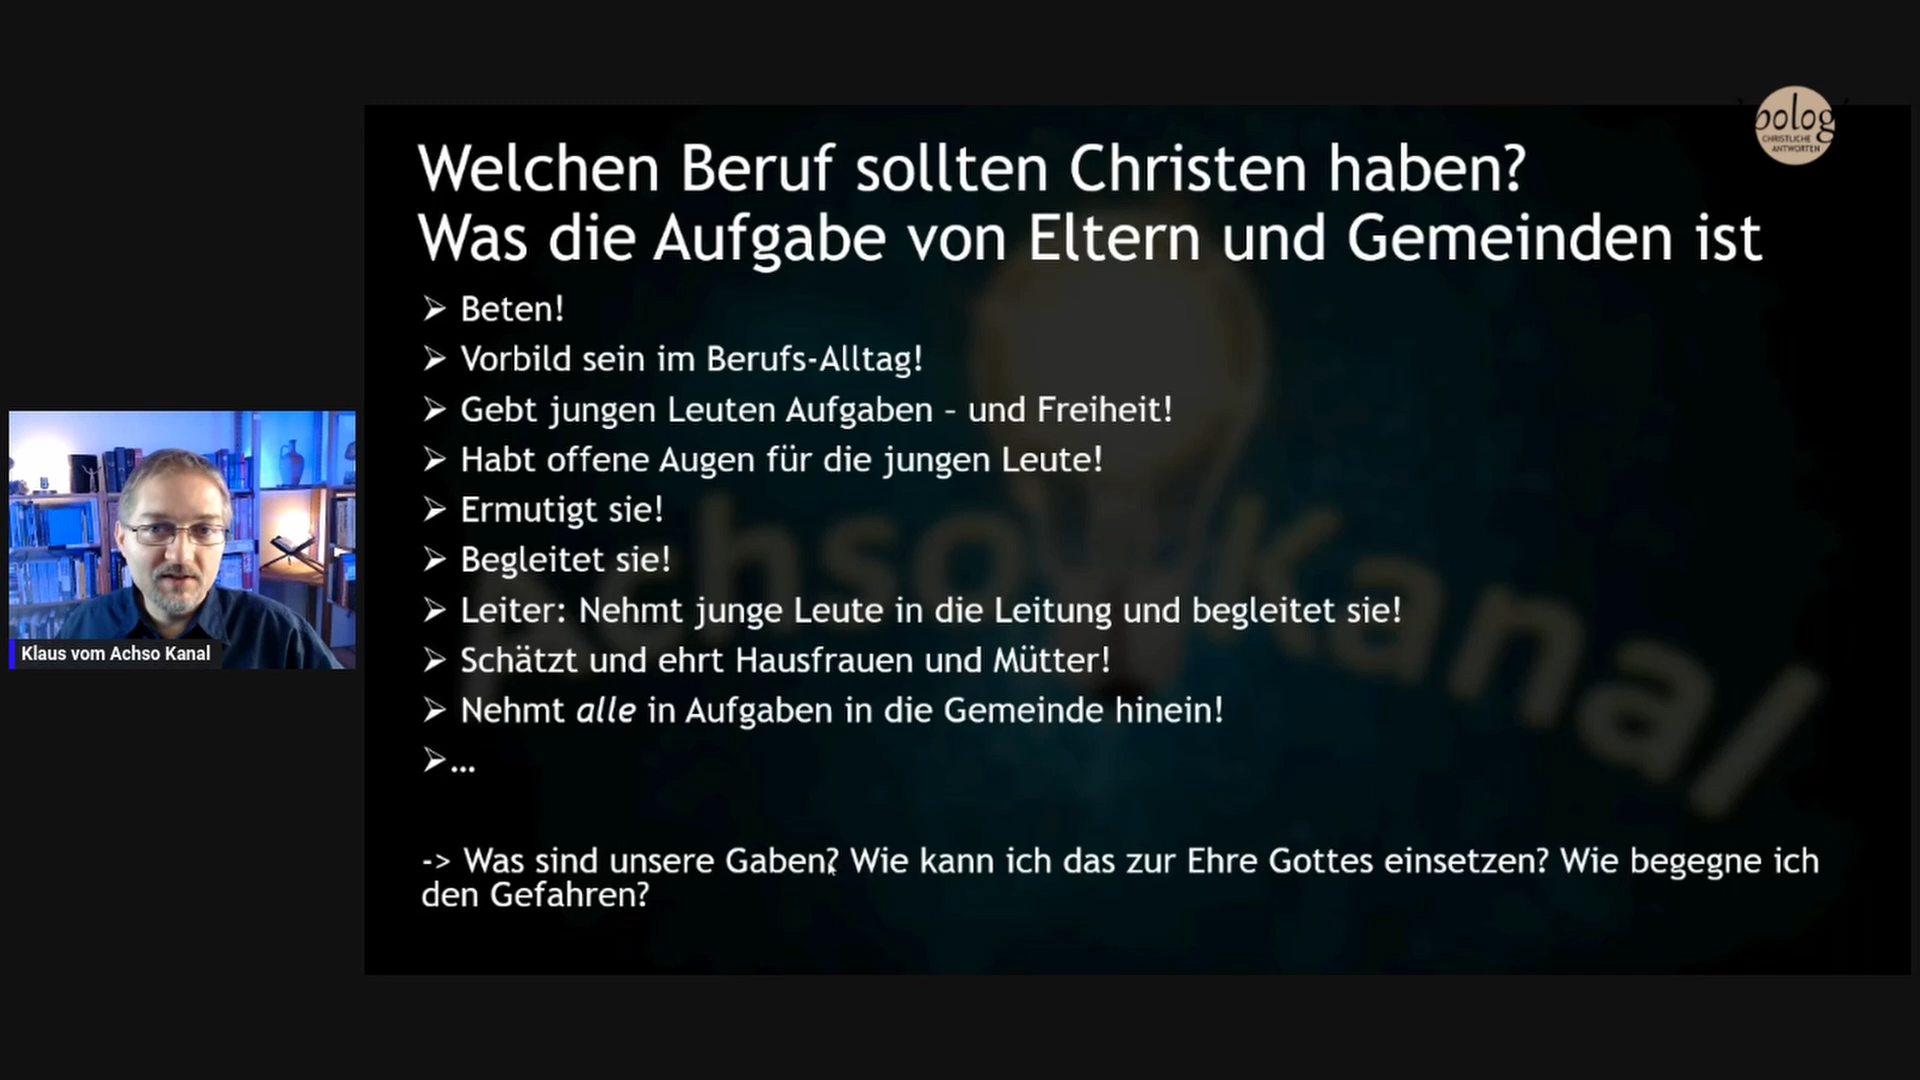 olog
CHRISTLICHE
ANTWORTEN
Welchen Beruf sollten Christen haben?
Was die Aufgabe von Eltern und Gemeinden ist
➢ Beten!
➢ Vorbild sein im Berufs-Alltag!
➢ Gebt jungen Leuten Aufgaben – und Freiheit!
➢ Habt offene Augen für die jungen Leute!
➢ Ermutigt sie!
➢ Begleitet sie!
➢ Leiter: Nehmt junge Leute in die Leitung und begleitet sie!
➢ Schätzt und ehrt Hausfrauen und Mütter!
➢ Nehmt alle in Aufgaben in die Gemeinde hinein!
➢...
-> Was sind unsere Gaben? Wie kann ich das zur Ehre Gottes einsetzen? Wie begegne ich
den Gefahren?
Achso Kanal
Klaus vom Achso Kanal